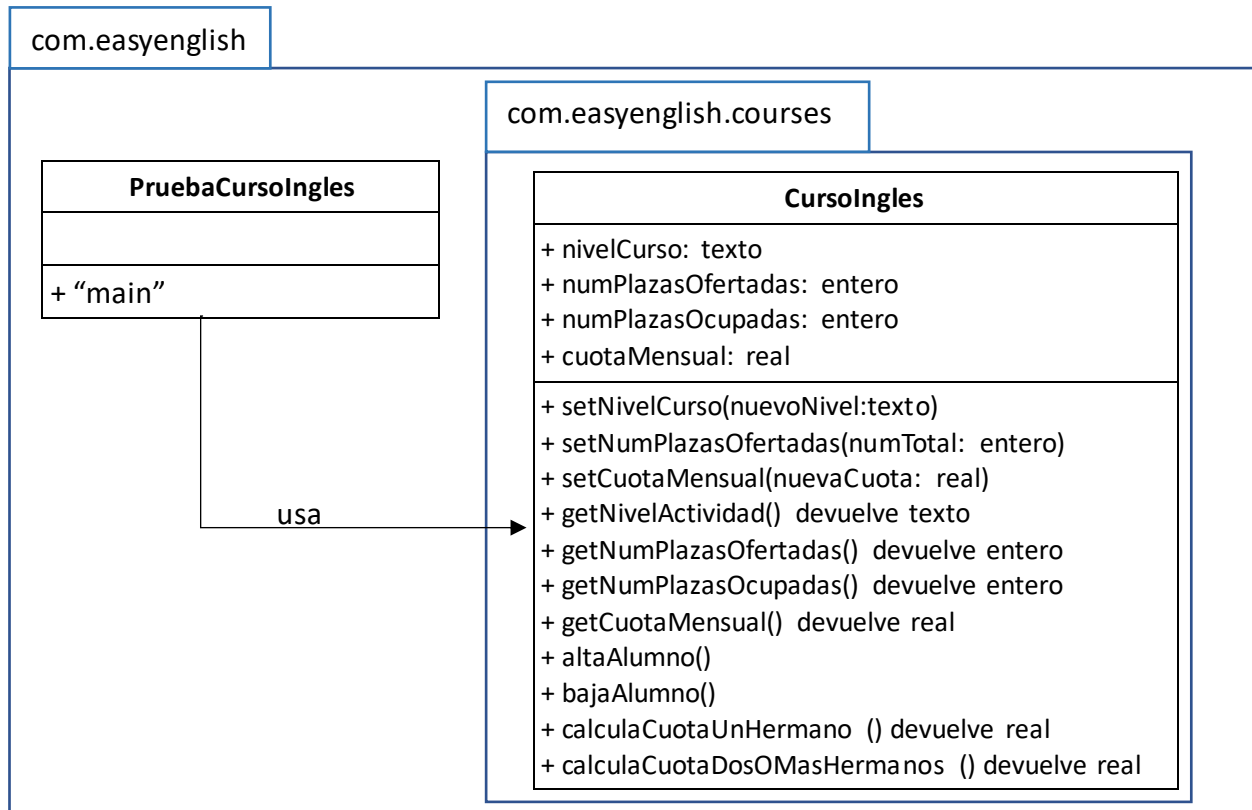 com.easyenglish
com.easyenglish.courses
PruebaCursoIngles
+ “main”
usa
CursoIngles
+ nivelCurso: texto
+ numPlazasOfertadas: entero
+ numPlazasOcupadas: entero
+ cuotaMensual: real
+ setNivelCurso(nuevoNivel:texto)
+ setNumPlazasOfertadas(numTotal: entero)
+ setCuotaMensual(nuevaCuota: real)
+ getNivelActividad() devuelve texto
+ getNumPlazasOfertadas() devuelve entero
+ getNumPlazasOcupadas() devuelve entero
+ getCuotaMensual() devuelve real
+ altaAlumno()
+ bajaAlumno()
+ calculaCuotaUnHermano () devuelve real
+ calculaCuotaDosOMasHermanos () devuelve real